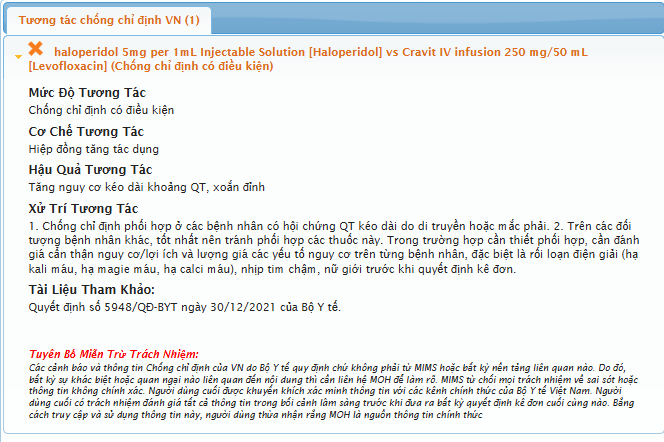 Tương tác chống chỉ định VN (1)
haloperidol 5mg per 1mL Injectable Solution [Haloperidol] vs Cravit IV infusion 250 mg/50 mL
[Levofloxacin] (Chống chỉ định có điều kiện)
Mức Độ Tương Tác
Chống chỉ định có điều kiện
Cơ Chế Tương Tác
Hiệp đồng tăng tác dụng
Hậu Quả Tương Tác
Tăng nguy cơ kéo dài khoảng QT, xoắn đỉnh
Xử Trí Tương Tác
1. Chống chỉ định phối hợp ở các bệnh nhân có hội chứng QT kéo dài do di truyền hoặc mắc phải. 2. Trên các đối
tượng bệnh nhân khác, tốt nhất nên tránh phối hợp các thuốc này. Trong trường hợp cần thiết phối hợp, cần đánh
giá cẩn thận nguy cơ/lợi ích và lượng giá các yếu tố nguy cơ trên từng bệnh nhân, đặc biệt là rối loạn điện giải (hạ
kali máu, hạ magie máu, hạ calci máu), nhịp tim chậm, nữ giới trước khi quyết định kê đơn.
Tài Liệu Tham Khảo:
Quyết định số 5948/QĐ-BYT ngày 30/12/2021 của Bộ Y tế.
Tuyên Bố Miễn Trừ Trách Nhiệm:
Các cảnh báo và thông tin Chống chỉ định của VN do Bộ Y tế quy định chứ không phải từ MIMS hoặc bất kỳ nền tảng liên quan nào. Do đó,
bất kỳ sự khác biệt hoặc quan ngại nào liên quan đến nội dung thì cần liên hệ MOH để làm rõ. MIMS từ chối mọi trách nhiệm về sai sót hoặc
thông tin không chính xác. Người dùng cuối được khuyến khích xác minh thông tin với các kênh chính thức của Bộ Y tế Việt Nam. Người
dùng cuối có trách nhiệm đánh giá tất cả thông tin trong bối cảnh lâm sàng trước khi đưa ra bất kỳ quyết định kê đơn cuối cùng nào. Bằng
cách truy cập và sử dụng thông tin này, người dùng thừa nhận rằng MOH là nguồn thông tin chính thức